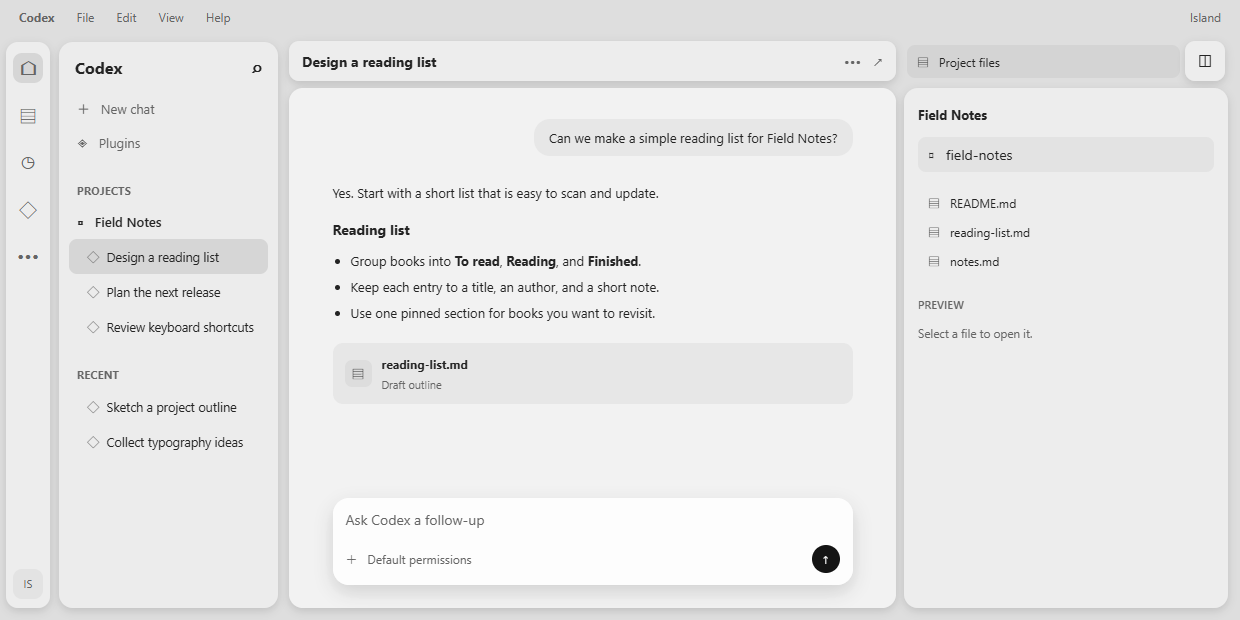 Codex File Edit View Help Island
Codex
New chat
Plugins
PROJECTS
Field Notes
Design a reading list
Plan the next release
Review keyboard shortcuts
RECENT
Sketch a project outline
Collect typography ideas
IS
Design a reading list
Can we make a simple reading list for Field Notes?
Yes. Start with a short list that is easy to scan and update.
Reading list
• Group books into To read, Reading, and Finished.
• Keep each entry to a title, an author, and a short note.
• Use one pinned section for books you want to revisit.
reading-list.md
Draft outline
Ask Codex a follow-up
Default permissions
Project files
Field Notes
field-notes
README.md
reading-list.md
notes.md
PREVIEW
Select a file to open it.